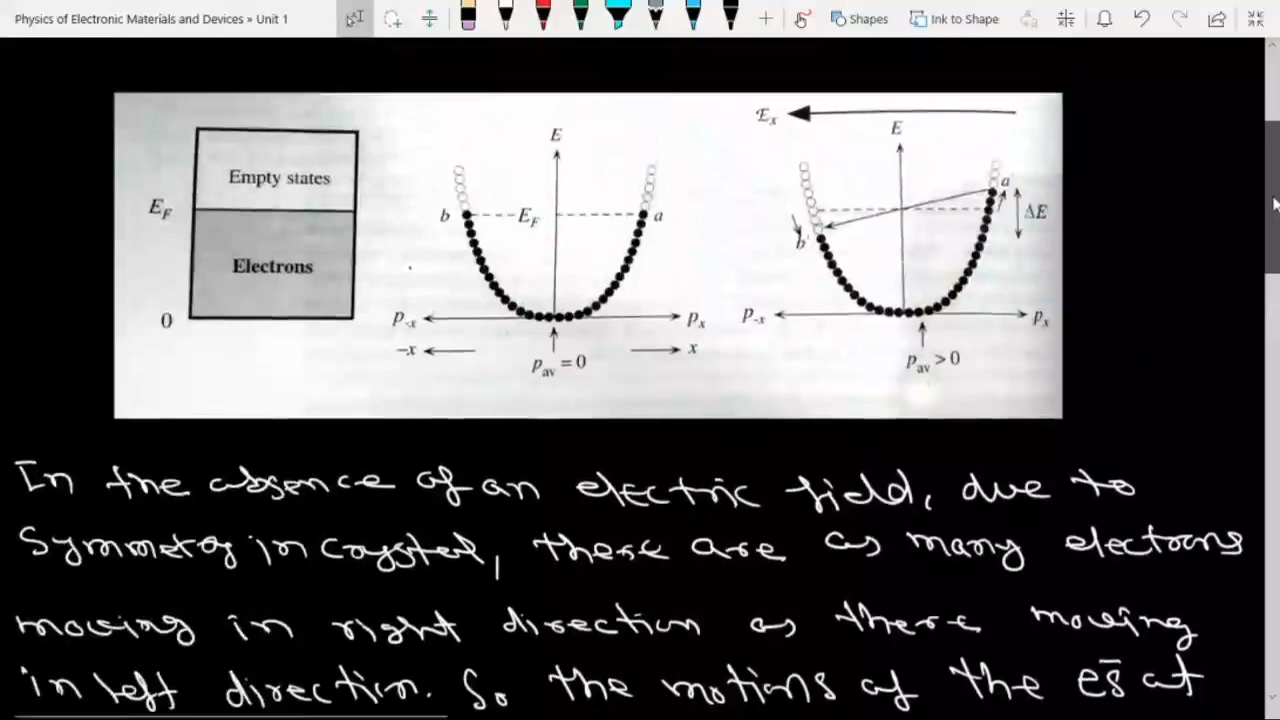 Physics of Electronic Materials and Devices » Unit 1
Shapes
Ink to Shape
Empty states
E_F
Electrons
0
E
b
E_F
a
P_-x
P_x
-x
x
P_av = 0
ℰ_x
E
a'
ΔE
b'
P_-x
P_x
P_av > 0
In the absence of an electric field, due to
Symmetry in crystal, there are as many electrons
moving in right direction as there moving
in left direction. So the motions of the e̅s at